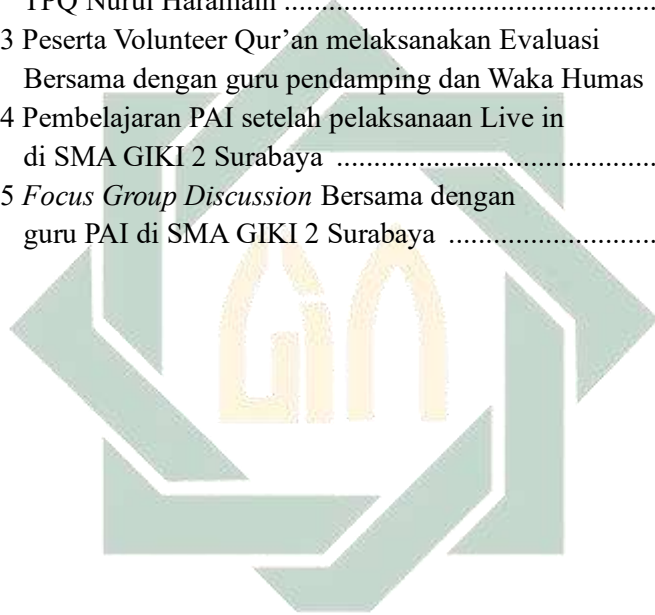 TPQ Nurul Haramain ..................................................
3 Peserta Volunteer Qur’an melaksanakan Evaluasi
Bersama dengan guru pendamping dan Waka Humas
4 Pembelajaran PAI setelah pelaksanaan Live in
di SMA GIKI 2 Surabaya ...........................................
5 Focus Group Discussion Bersama dengan
guru PAI di SMA GIKI 2 Surabaya ............................